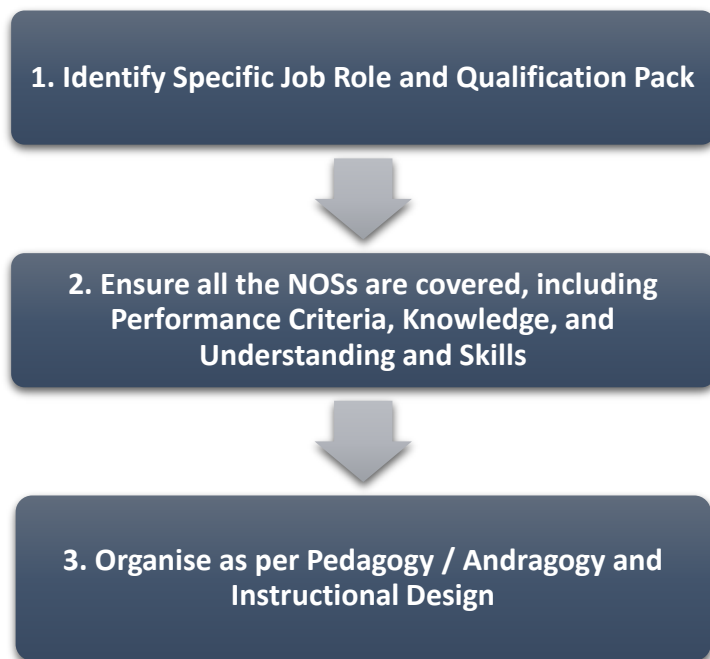 1. Identify Specific Job Role and Qualification Pack
2. Ensure all the NOSs are covered, including
Performance Criteria, Knowledge, and
Understanding and Skills
3. Organise as per Pedagogy / Andragogy and
Instructional Design